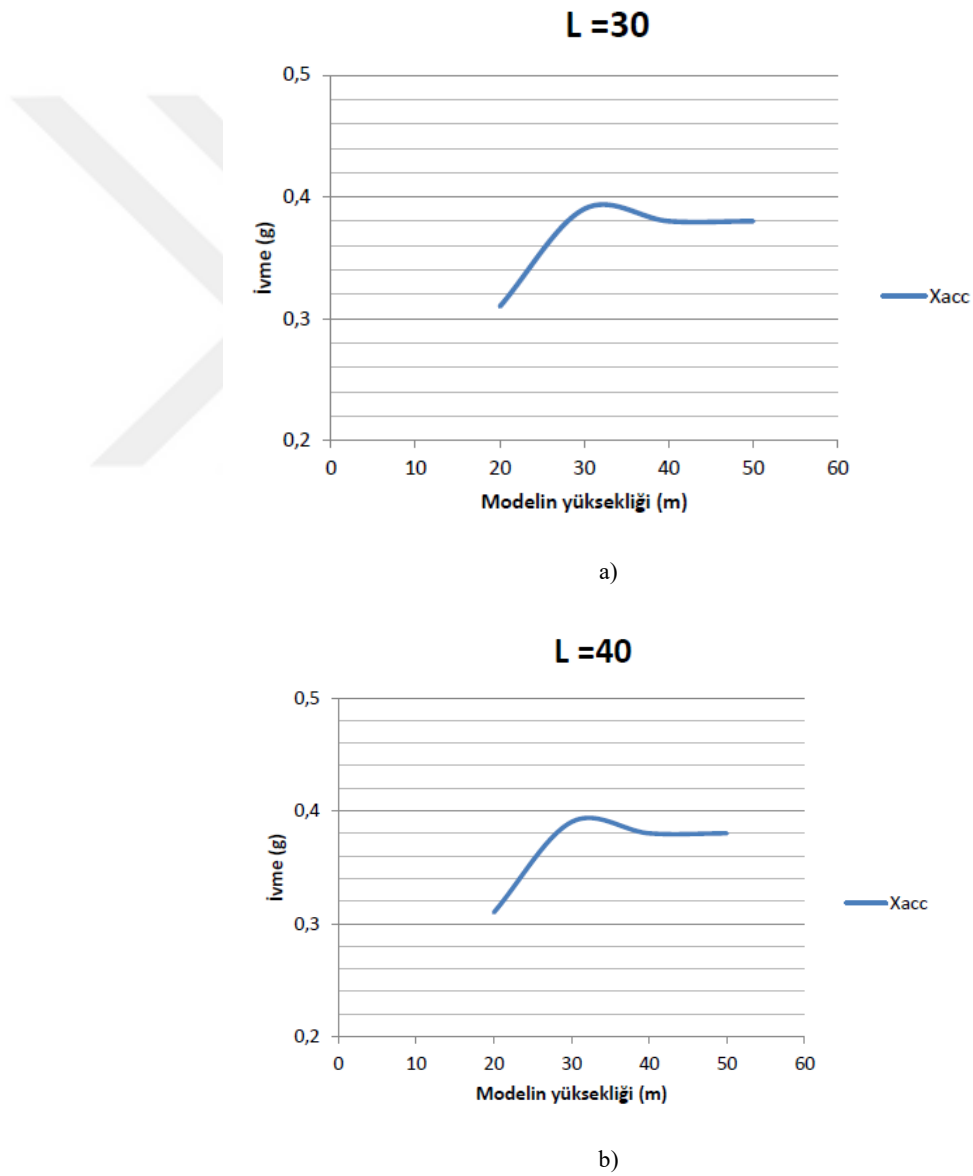 L =30
0,5
0,4
0,3
0,2
İvme (g)
0 10 20 30 40 50 60
Modelin yüksekliği (m)
Xacc
a)
L =40
0,5
0,4
0,3
0,2
İvme (g)
0 10 20 30 40 50 60
Modelin yüksekliği (m)
Xacc
b)